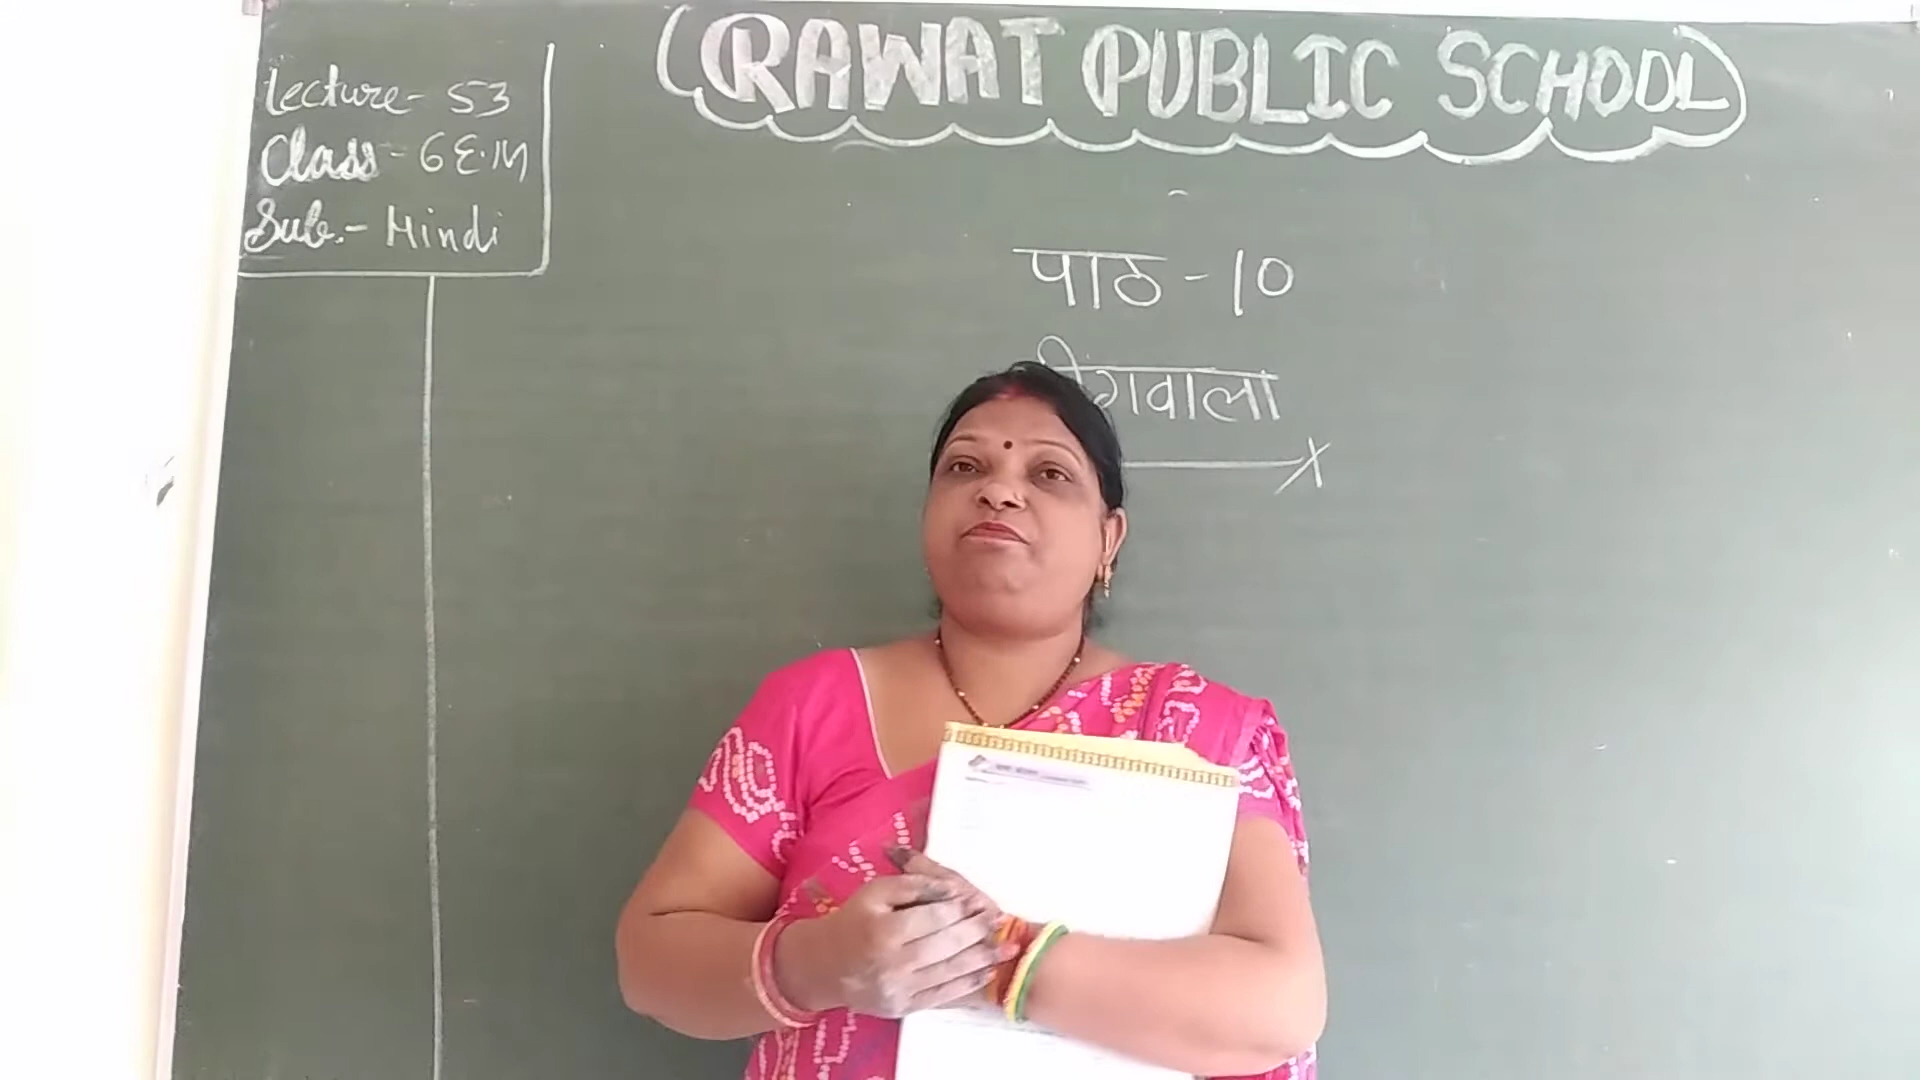 RAWAT PUBLIC SCHOOL
Lecture - 53
Class - 6 E.M
Sub. - Hindi
पाठ - 10